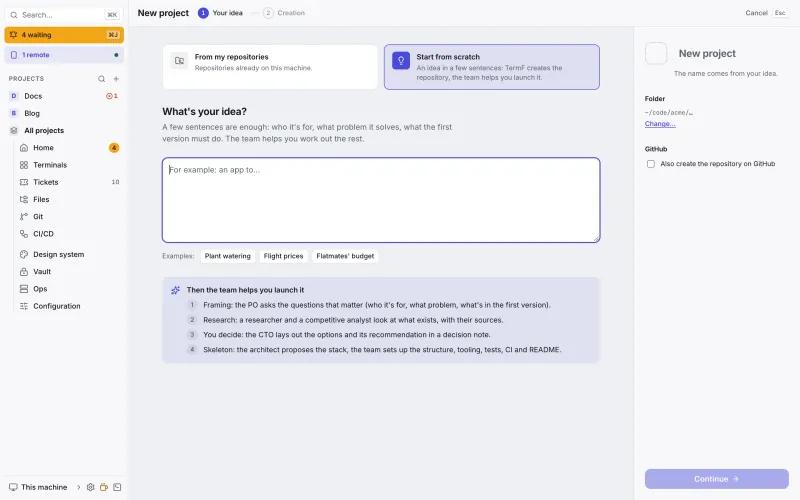 Search...
⌘K
4 waiting
⌘J
1 remote
PROJECTS
D Docs
1
B Blog
All projects
Home
4
Terminals
Tickets
10
Files
Git
CI/CD
Design system
Vault
Ops
Configuration
This machine
New project
1 Your idea
2 Creation
Cancel Esc
From my repositories
Repositories already on this machine.
Start from scratch
An idea in a few sentences: TermF creates the
repository, the team helps you launch it.
What's your idea?
A few sentences are enough: who it's for, what problem it solves, what the first
version must do. The team helps you work out the rest.
For example: an app to...
Examples: Plant watering Flight prices Flatmates' budget
Then the team helps you launch it
1 Framing: the PO asks the questions that matter (who it's for, what problem, what's in the first version).
2 Research: a researcher and a competitive analyst look at what exists, with their sources.
3 You decide: the CTO lays out the options and its recommendation in a decision note.
4 Skeleton: the architect proposes the stack, the team sets up the structure, tooling, tests, CI and README.
New project
The name comes from your idea.
Folder
~/code/acme/…
Change...
GitHub
Also create the repository on GitHub
Continue →